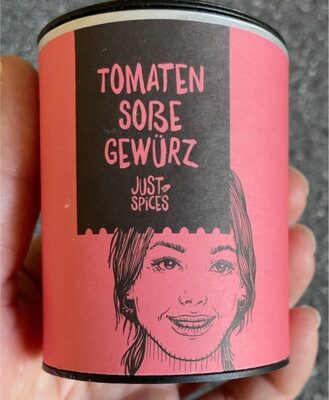 TOMATEN
SOßE
GEWÜRZ
JUST
SPiCES